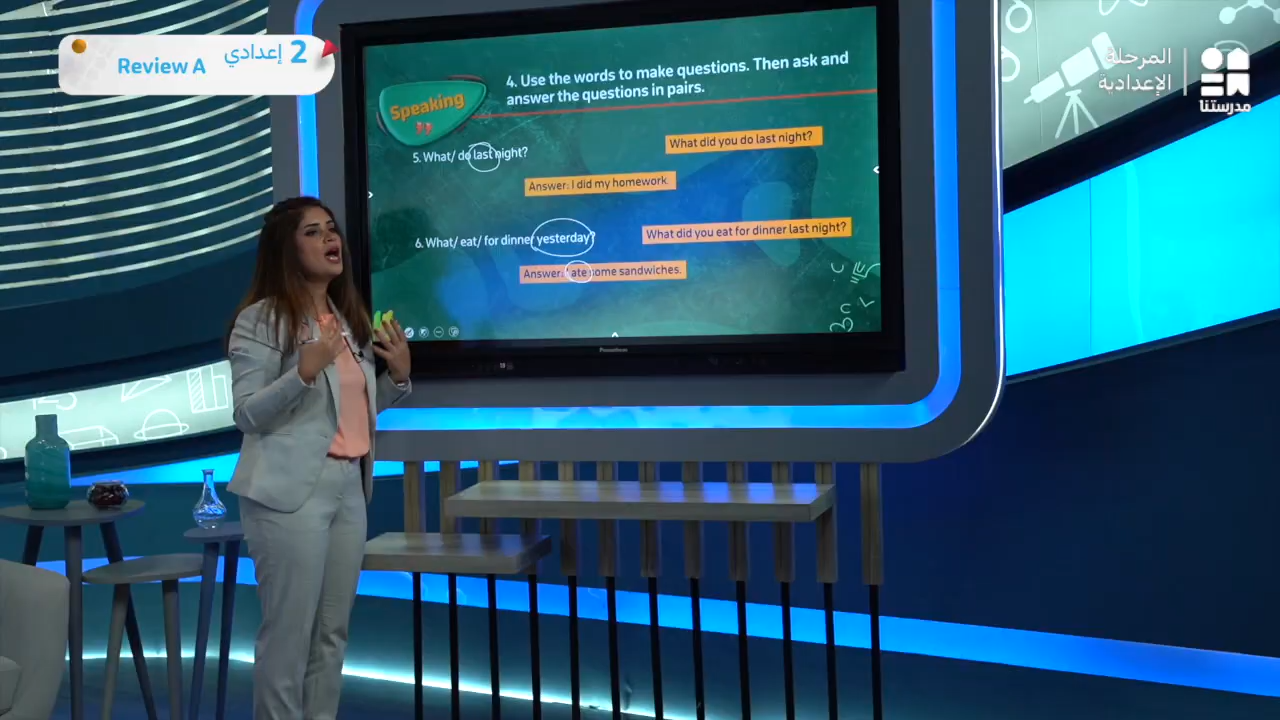 Review A
2 إعدادي
المرحلة
الإعدادية
مدرستنا
Speaking
4. Use the words to make questions. Then ask and
answer the questions in pairs.
5. What/ do last night?
What did you do last night?
Answer: I did my homework.
6. What/ eat/ for dinner yesterday?
What did you eat for dinner last night?
Answer: I ate some sandwiches.